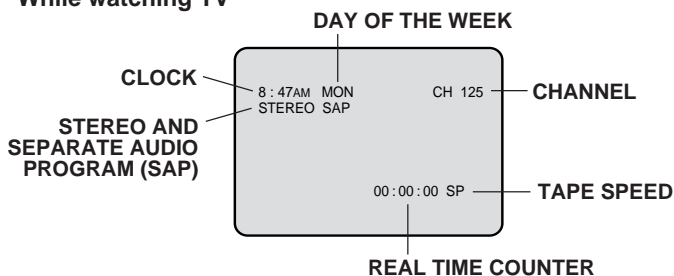 While watching TV
DAY OF THE WEEK
CLOCK
8:47AM MON
CH 125
CHANNEL
STEREO SAP
STEREO AND
SEPARATE AUDIO
PROGRAM (SAP)
00:00:00 SP
TAPE SPEED
REAL TIME COUNTER